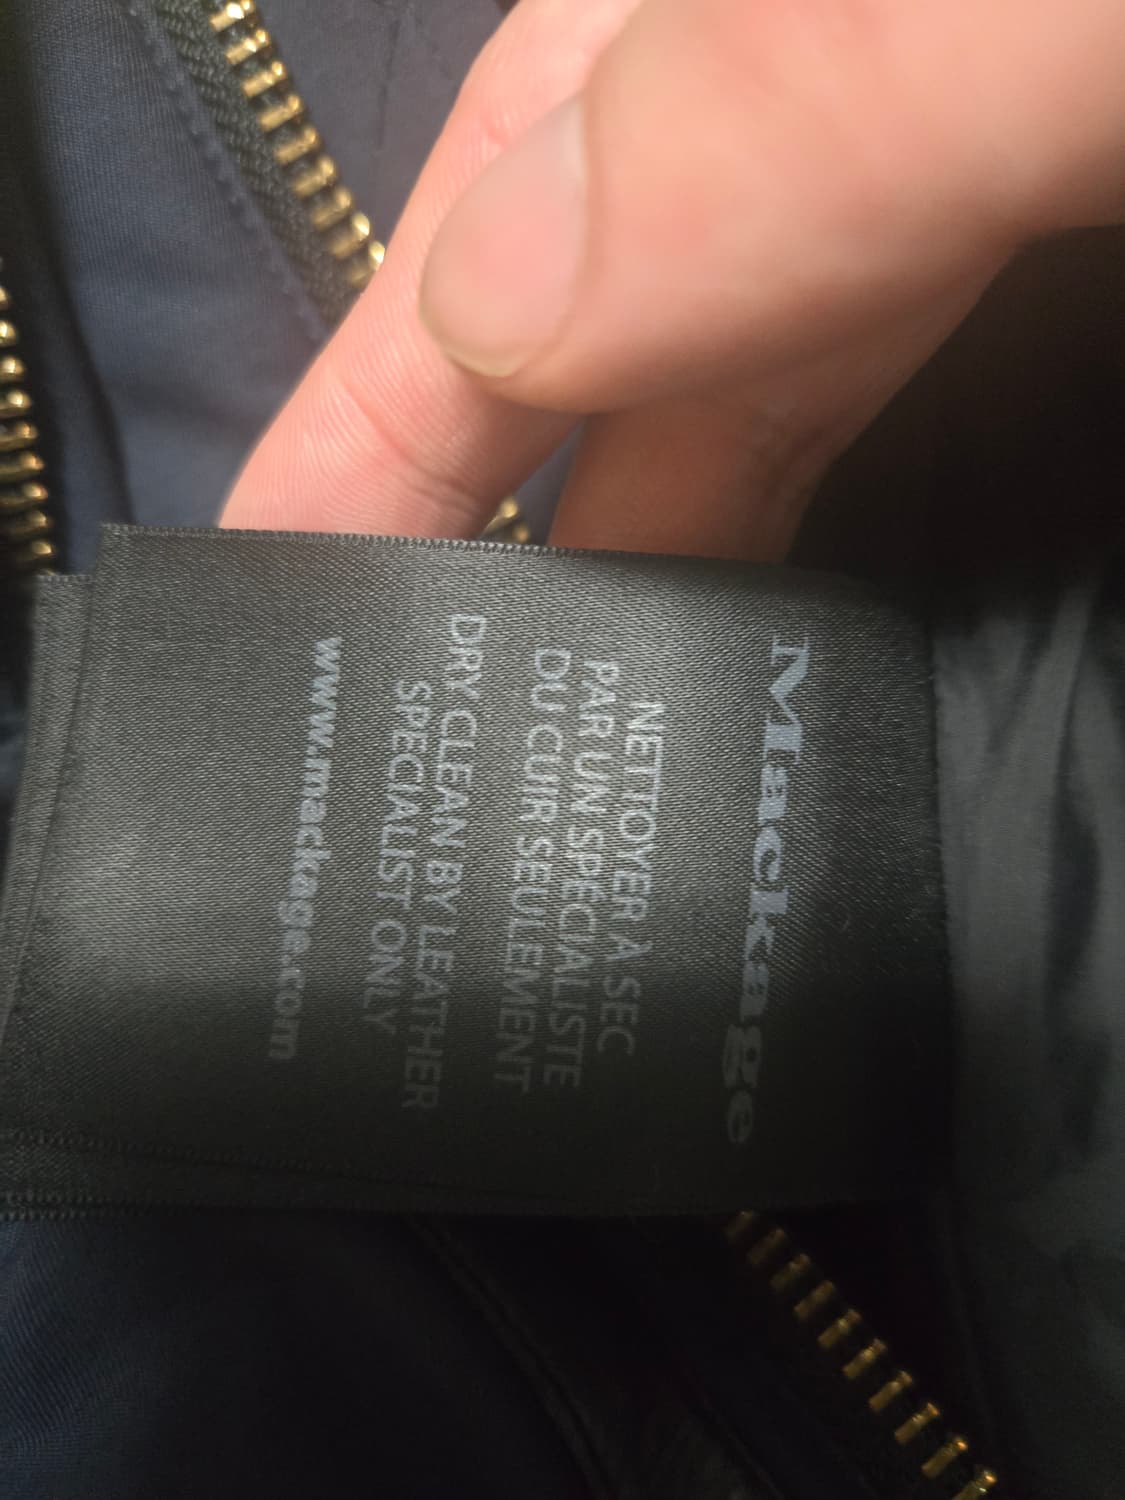 Mackage
NETTOYER À SEC
PAR UN SPÉCIALISTE
DU CUIR SEULEMENT
DRY CLEAN BY LEATHER
SPECIALIST ONLY
www.mackage.com